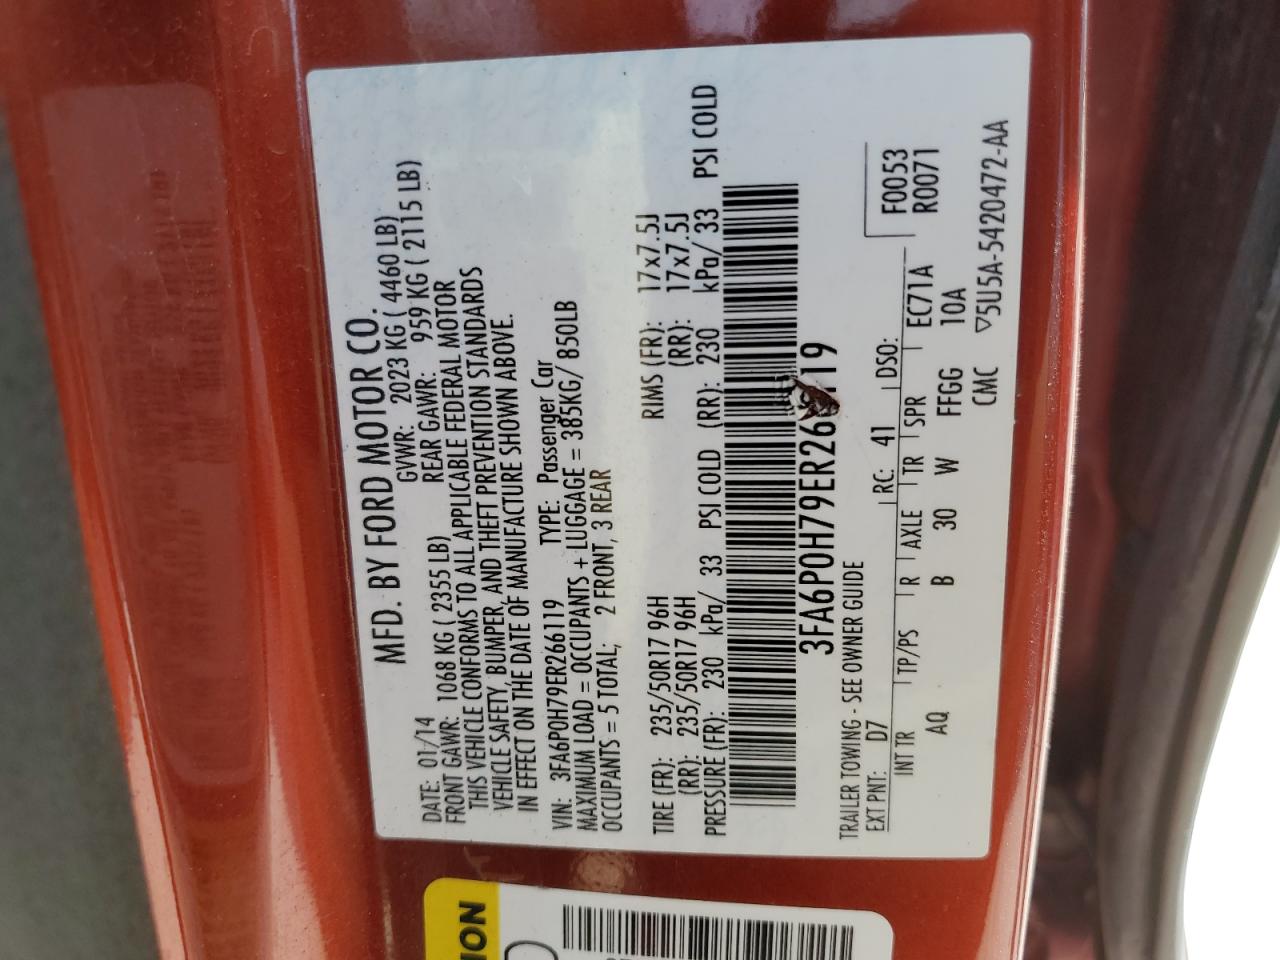 MFD. BY FORD MOTOR CO.
DATE: 01/14 GVWR: 2023 KG ( 4460 LB)
FRONT GAWR: 1068 KG ( 2355 LB) REAR GAWR: 959 KG ( 2115 LB)
THIS VEHICLE CONFORMS TO ALL APPLICABLE FEDERAL MOTOR
VEHICLE SAFETY, BUMPER, AND THEFT PREVENTION STANDARDS
IN EFFECT ON THE DATE OF MANUFACTURE SHOWN ABOVE.
VIN: 3FA6P0H79ER266119 TYPE: Passenger Car
MAXIMUM LOAD = OCCUPANTS + LUGGAGE = 385KG/ 850LB
OCCUPANTS = 5 TOTAL; 2 FRONT, 3 REAR
TIRE (FR): 235/50R17 96H RIMS (FR): 17x7.5J
(RR): 235/50R17 96H (RR): 17x7.5J
PRESSURE (FR): 230 kPa/ 33 PSI COLD (RR): 230 kPa/ 33 PSI COLD
TRAILER TOWING - SEE OWNER GUIDE
EXT PNT: D7 RC: 41 DSO: F0053
R0071
INT TR TP/PS R AXLE TR SPR EC71A
AQ B 30 W FFGG 10A
CMC ▽5U5A-5420472-AA